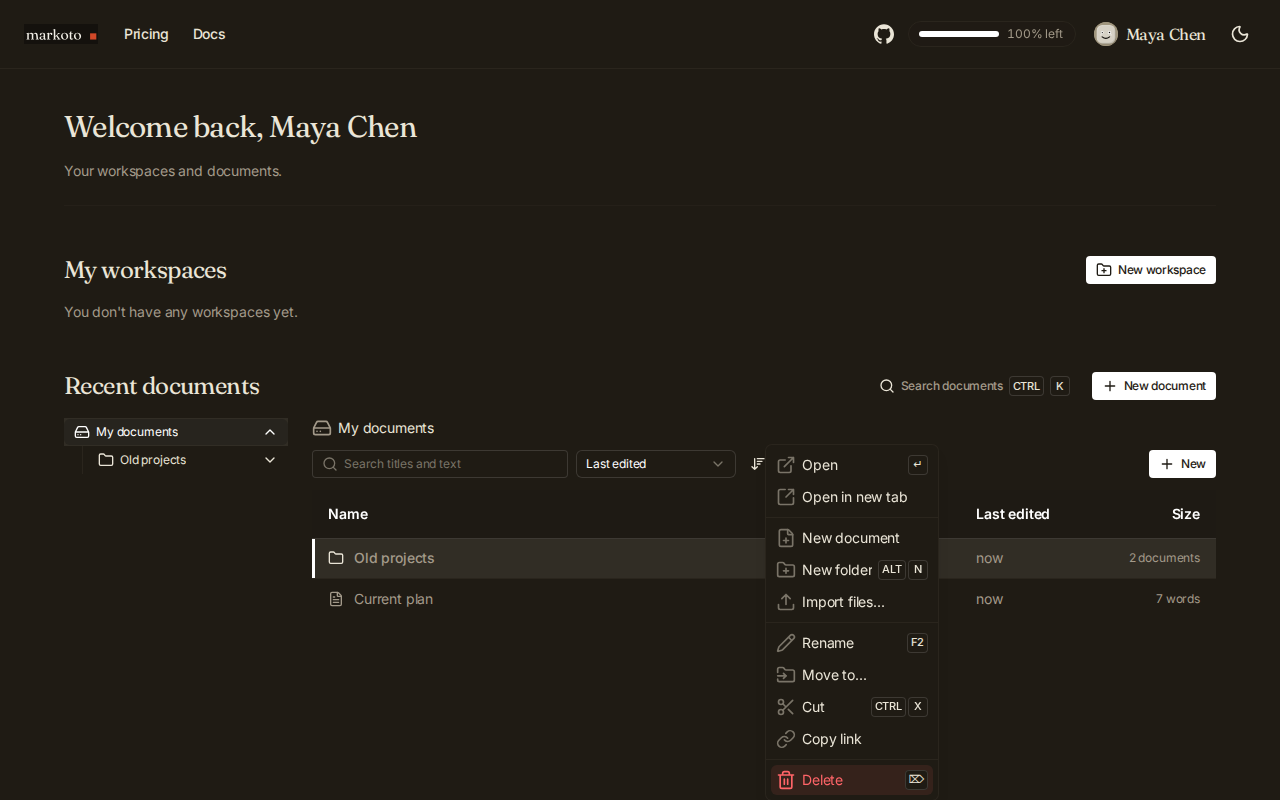 markoto
Pricing
Docs
100% left
Maya Chen
Welcome back, Maya Chen
Your workspaces and documents.
My workspaces
New workspace
You don't have any workspaces yet.
Recent documents
Search documents CTRL K
New document
My documents
Old projects
My documents
Search titles and text
Last edited
New
Name
Last edited
Size
Old projects
now
2 documents
Current plan
now
7 words
Open ↵
Open in new tab
New document
New folder ALT N
Import files...
Rename F2
Move to...
Cut CTRL X
Copy link
Delete ⌦